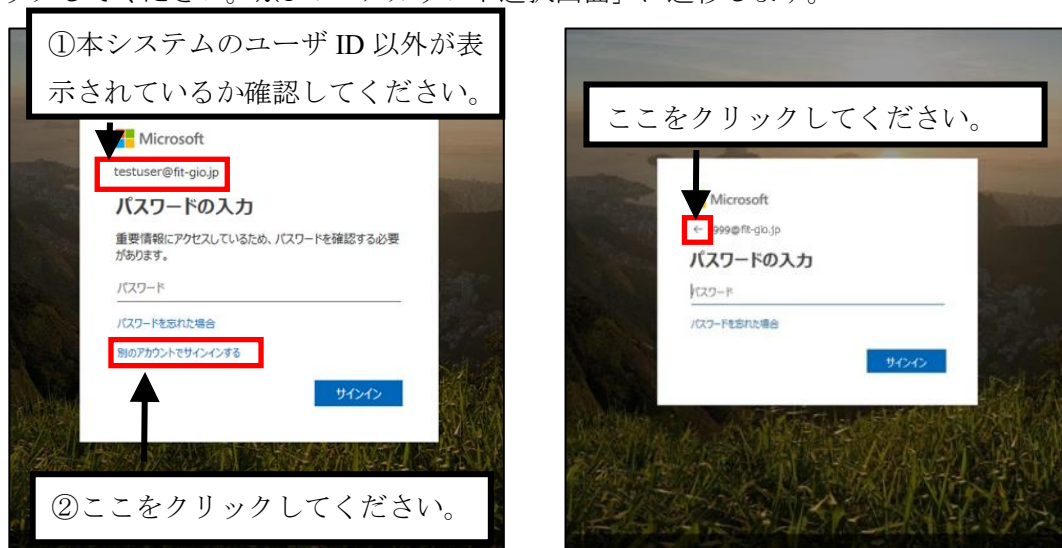 ①本システムのユーザ ID 以外が表
示されているか確認してください。
Microsoft
testuser@fit-gio.jp
パスワードの入力
重要情報にアクセスしているため、パスワードを確認する必要
があります。
パスワード
パスワードを忘れた場合
別のアカウントでサインインする
サインイン
②ここをクリックしてください。
ここをクリックしてください。
Microsoft
← 999@fit-gio.jp
パスワードの入力
パスワード
パスワードを忘れた場合
サインイン